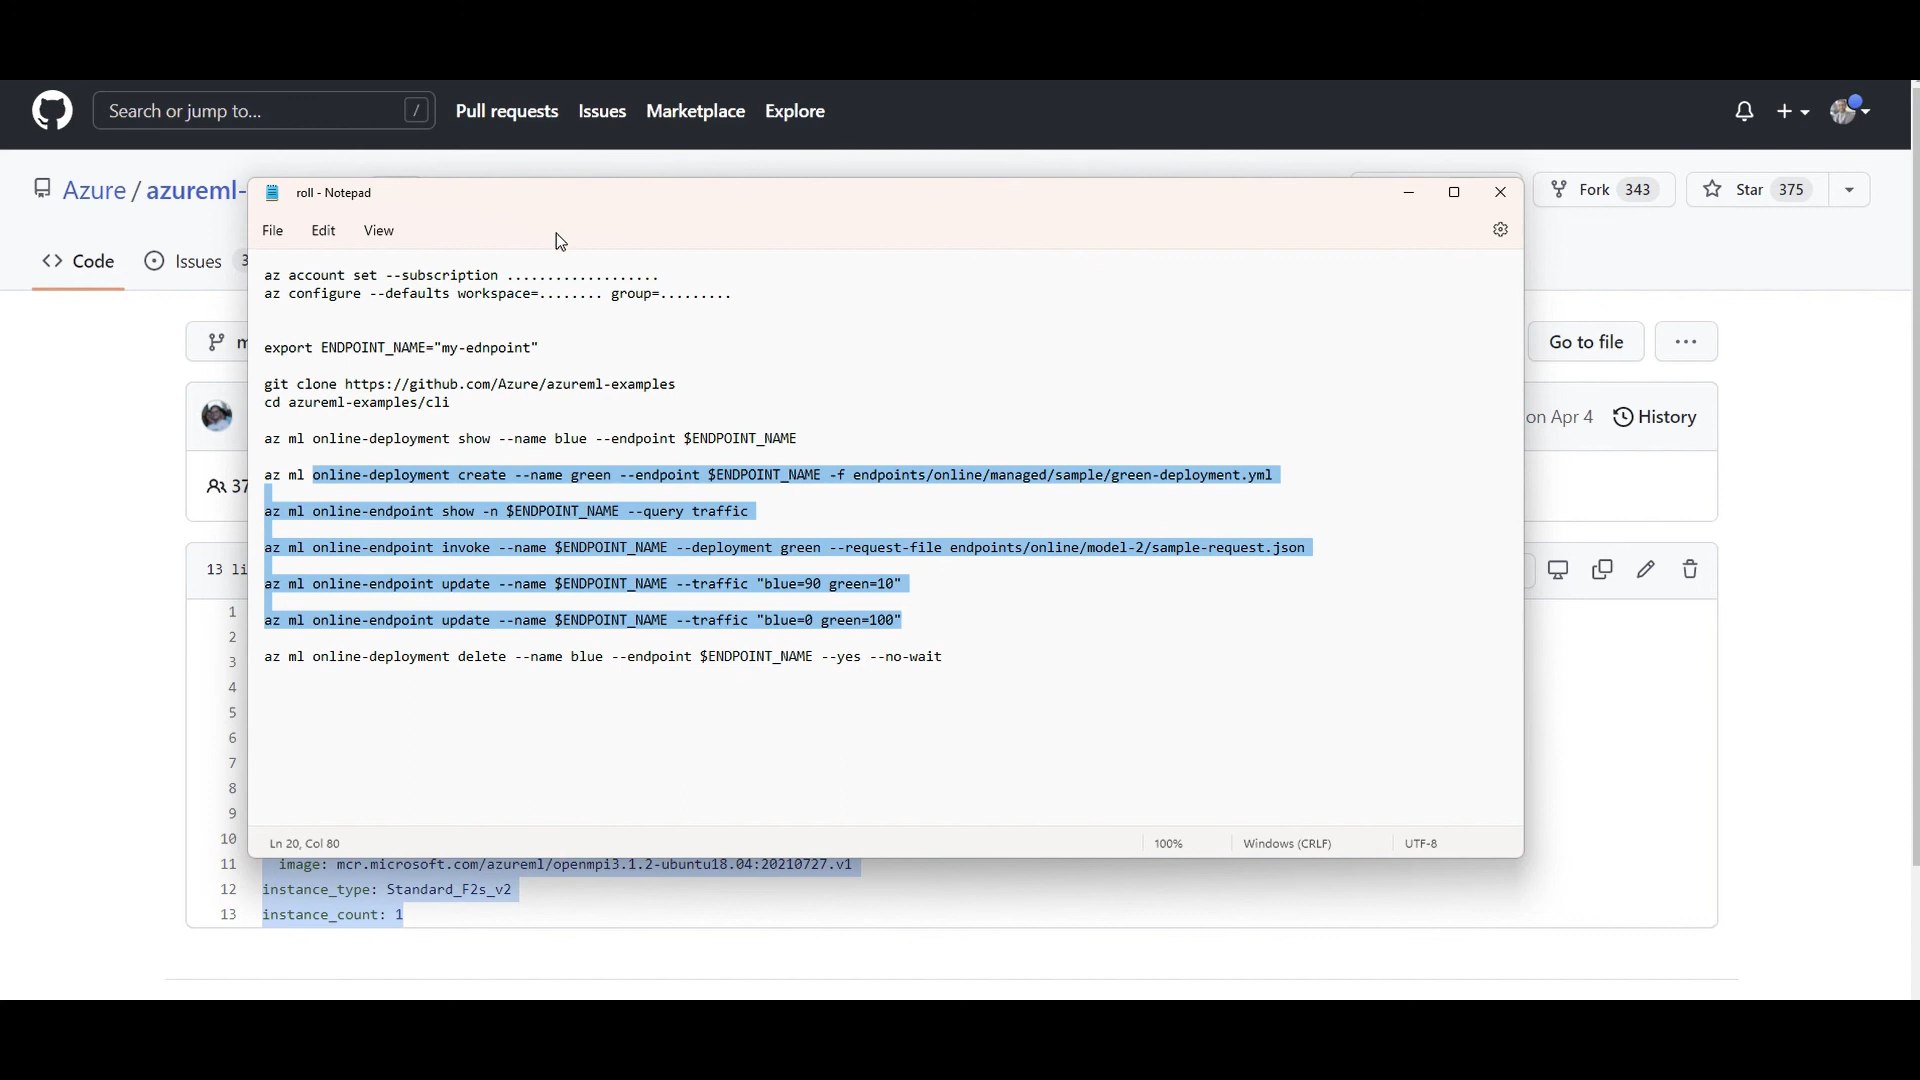 Search or jump to...
/
Pull requests
Issues
Marketplace
Explore
Azure / azureml-
Fork 343
Star 375
Code
Issues 3
Go to file
on Apr 4
History
37
13 li
roll - Notepad
File
Edit
View
az account set --subscription ...................
az configure --defaults workspace=........ group=.........
export ENDPOINT_NAME="my-ednpoint"
git clone https://github.com/Azure/azureml-examples
cd azureml-examples/cli
az ml online-deployment show --name blue --endpoint $ENDPOINT_NAME
az ml online-deployment create --name green --endpoint $ENDPOINT_NAME -f endpoints/online/managed/sample/green-deployment.yml
az ml online-endpoint show -n $ENDPOINT_NAME --query traffic
az ml online-endpoint invoke --name $ENDPOINT_NAME --deployment green --request-file endpoints/online/model-2/sample-request.json
az ml online-endpoint update --name $ENDPOINT_NAME --traffic "blue=90 green=10"
az ml online-endpoint update --name $ENDPOINT_NAME --traffic "blue=0 green=100"
az ml online-deployment delete --name blue --endpoint $ENDPOINT_NAME --yes --no-wait
Ln 20, Col 80
100%
Windows (CRLF)
UTF-8
1
2
3
4
5
6
7
8
9
10
11 image: mcr.microsoft.com/azureml/openmpi3.1.2-ubuntu18.04:20210727.v1
12 instance_type: Standard_F2s_v2
13 instance_count: 1